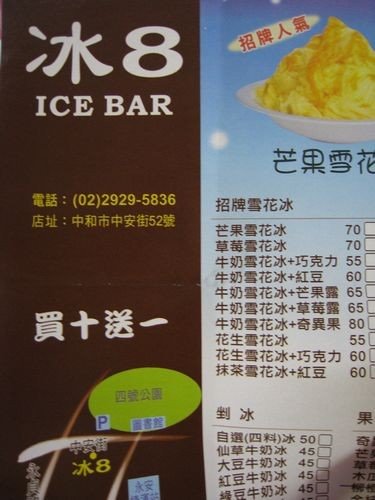 冰8
ICE BAR
電話：(02)2929-5836
店址：中和市中安街52號
買十送一
四號公園
P
圖書館
中安街
冰8
永安
捷運站
招牌人氣
芒果雪花
招牌雪花冰
芒果雪花冰 70
草莓雪花冰 70
牛奶雪花冰+巧克力 55
牛奶雪花冰+紅豆 60
牛奶雪花冰+芒果露 65
牛奶雪花冰+草莓露 65
牛奶雪花冰+奇異果 80
花生雪花冰 55
花生雪花冰+巧克力 60
抹茶雪花冰+紅豆 60
剉 冰
自選(四料)冰 50
仙草牛奶冰 45
大豆牛奶冰 45
紅豆牛奶冰 45
綠豆牛奶冰 45
果